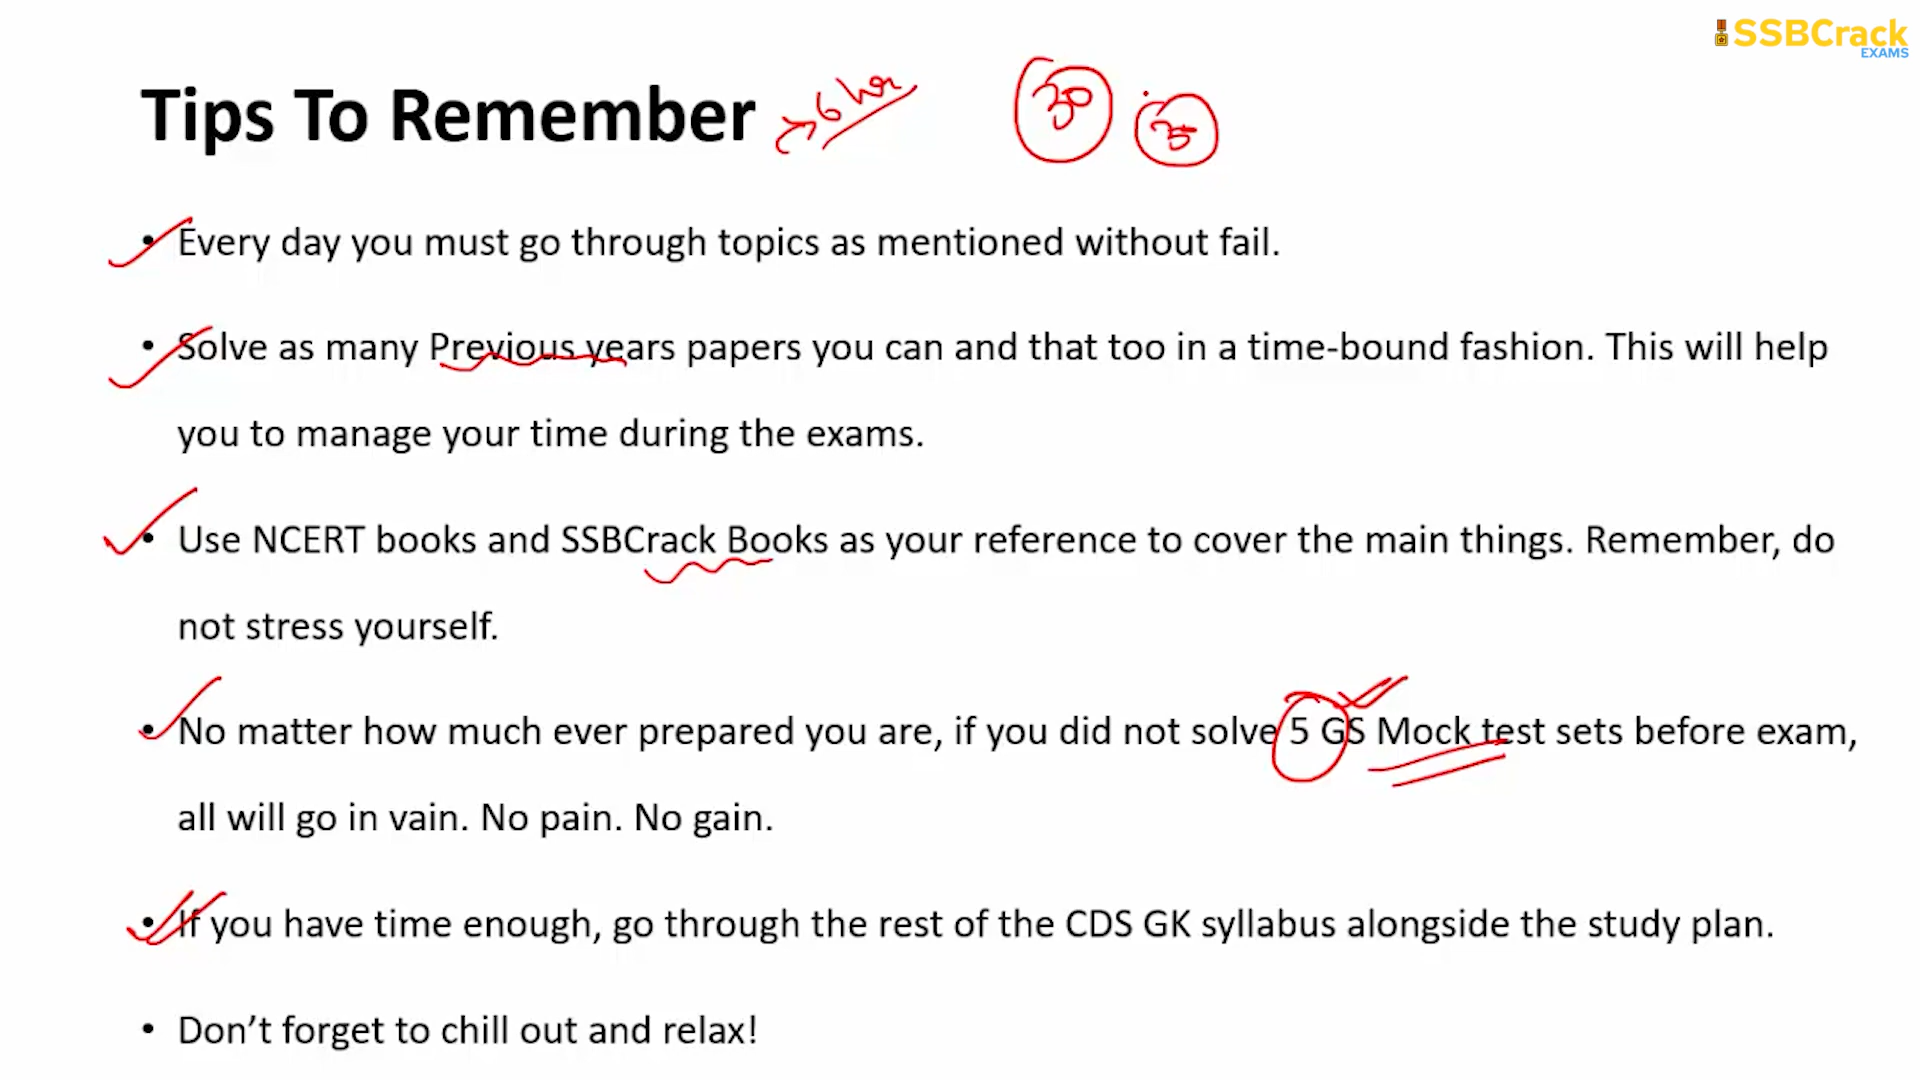 SSBCrack
EXAMS
Tips To Remember
6 hr
30
• Every day you must go through topics as mentioned without fail.
• Solve as many Previous years papers you can and that too in a time-bound fashion. This will help
you to manage your time during the exams.
• Use NCERT books and SSBCrack Books as your reference to cover the main things. Remember, do
not stress yourself.
• No matter how much ever prepared you are, if you did not solve 5 GS Mock test sets before exam,
all will go in vain. No pain. No gain.
• If you have time enough, go through the rest of the CDS GK syllabus alongside the study plan.
• Don’t forget to chill out and relax!